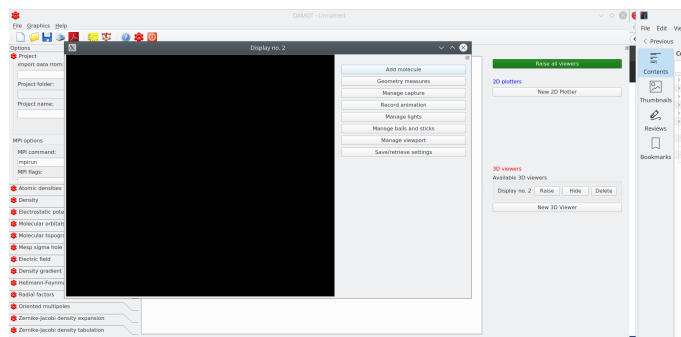 DAMQT - Unnamed
File Graphics Help
Options
Project
Import data from:
Project folder:
Project name:
MPI options
MPI command:
mpirun
MPI flags:
Atomic densities
Density
Electrostatic pote
Molecular orbitals
Molecular topogr
Mesp sigma hole
Electric field
Density gradient
Hellmann-Feynma
Radial factors
Oriented multipoles
Zernike-Jacobi density expansion
Zernike-Jacobi density tabulation
Display no. 2
Add molecule
Geometry measures
Manage capture
Record animation
Manage lights
Manage balls and sticks
Manage viewport
Save/retrieve settings
Raise all viewers
2D plotters
New 2D Plotter
3D viewers
Available 3D viewers
Display no. 2 Raise Hide Delete
New 3D Viewer
File Edit Vie
< Previous
Contents
Thumbnails
Reviews
Bookmarks